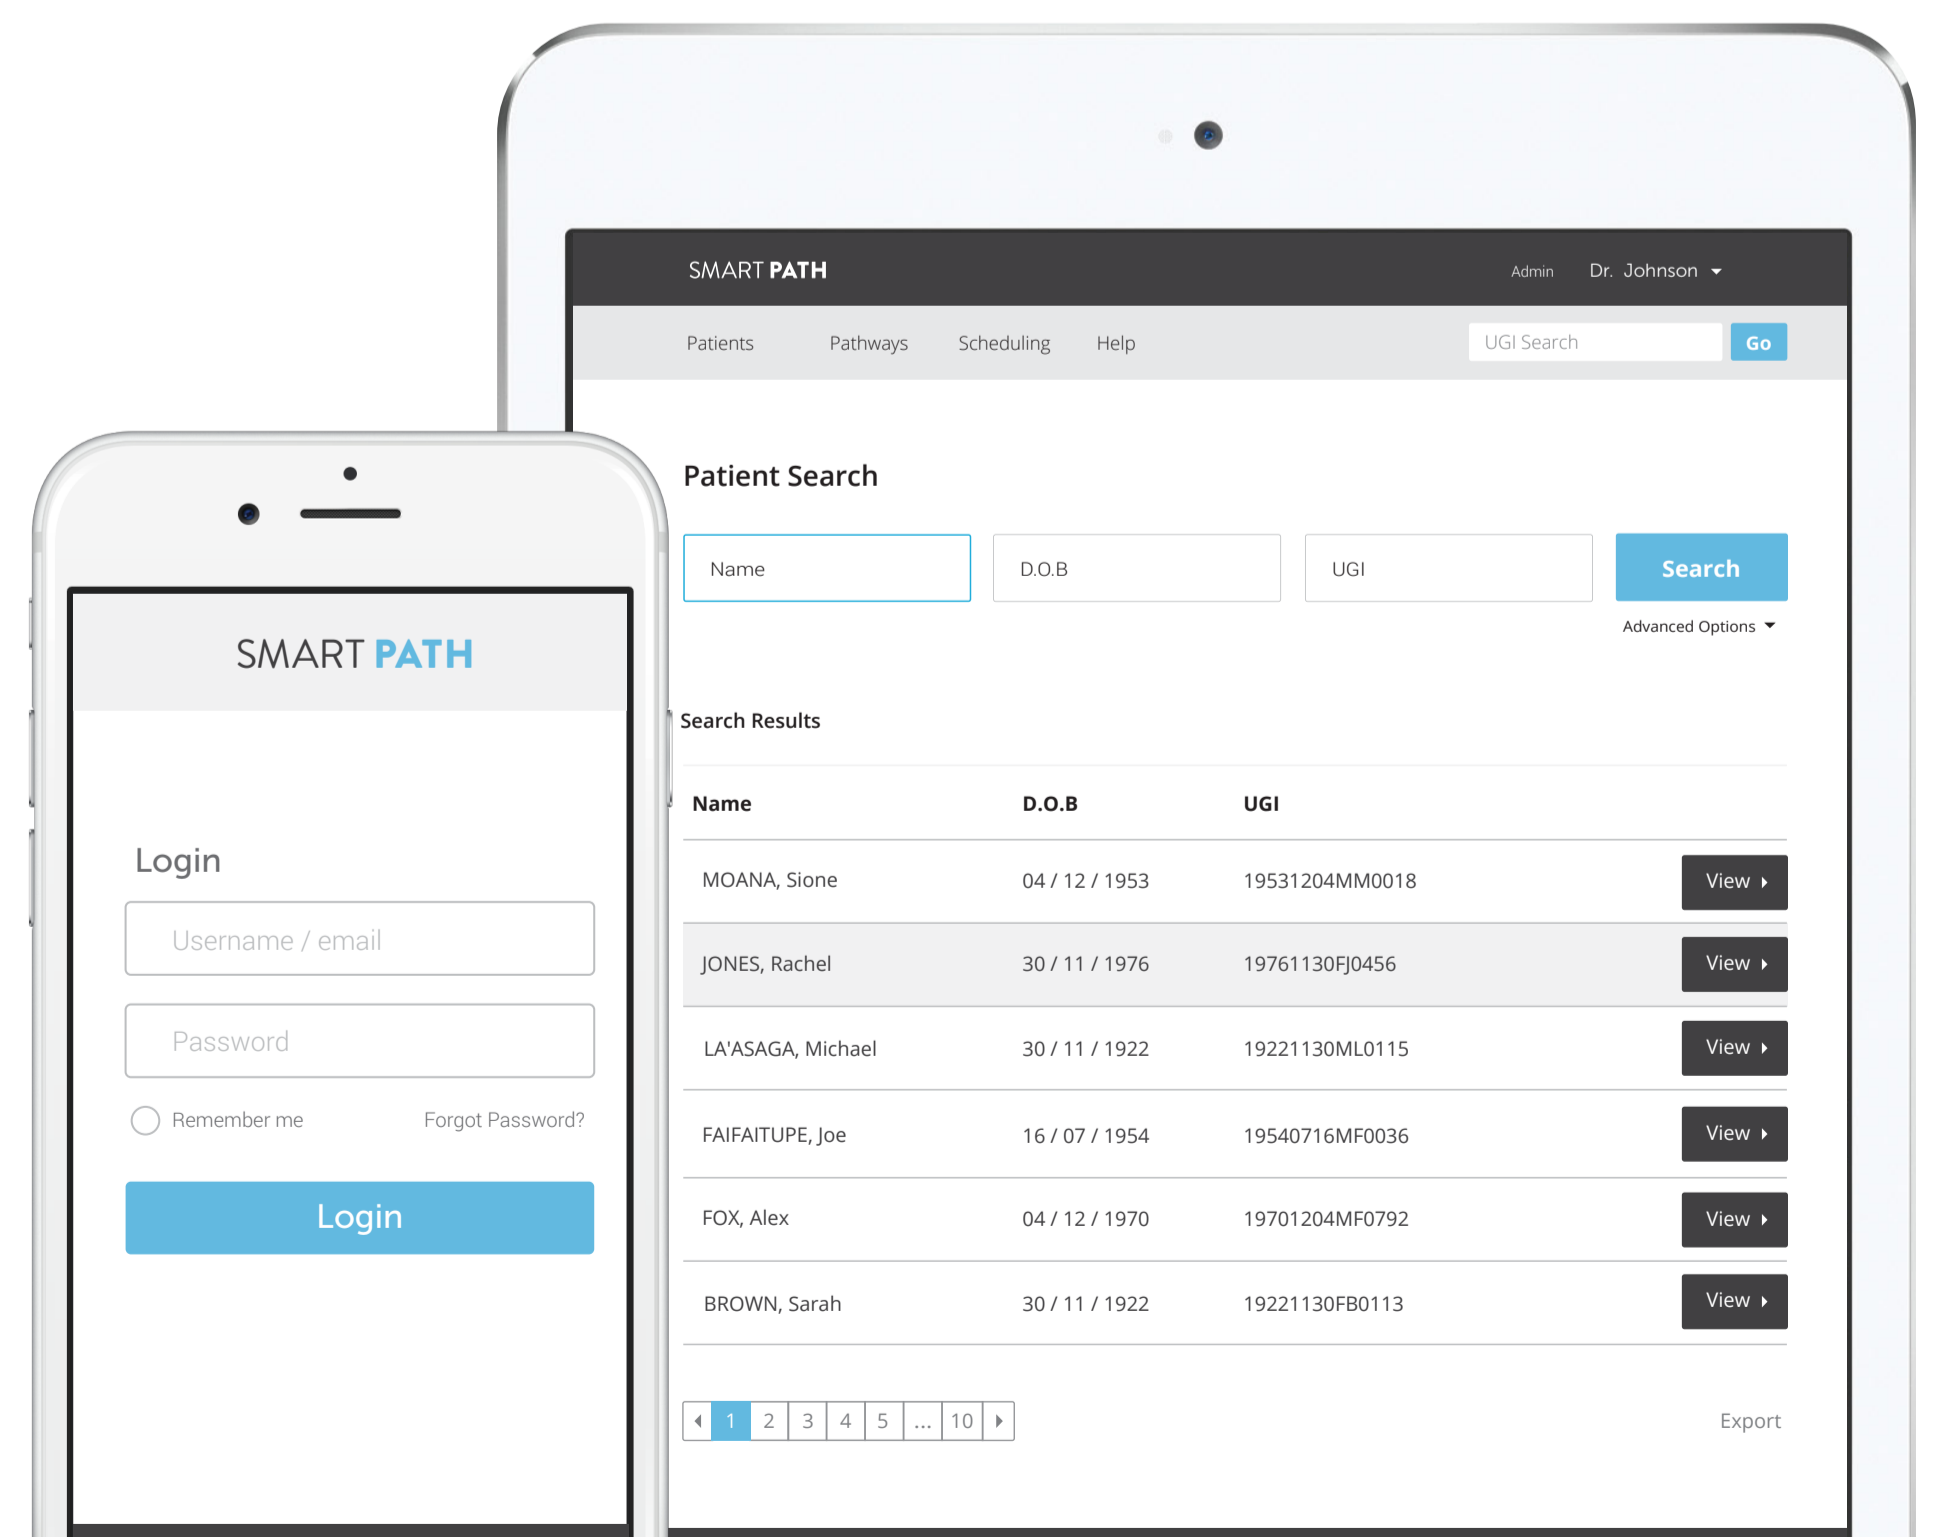 SMART PATH
Admin
Dr. Johnson
Patients
Pathways
Scheduling
Help
UGI Search
Go
Patient Search
Name
D.O.B
UGI
Search
Advanced Options
Search Results
Name D.O.B UGI
MOANA, Sione 04 / 12 / 1953 19531204MM0018 View
JONES, Rachel 30 / 11 / 1976 19761130FJ0456 View
LA'ASAGA, Michael 30 / 11 / 1922 19221130ML0115 View
FAIFAITUPE, Joe 16 / 07 / 1954 19540716MF0036 View
FOX, Alex 04 / 12 / 1970 19701204MF0792 View
BROWN, Sarah 30 / 11 / 1922 19221130FB0113 View
1 2 3 4 5 ... 10
Export
SMART PATH
Login
Username / email
Password
Remember me
Forgot Password?
Login